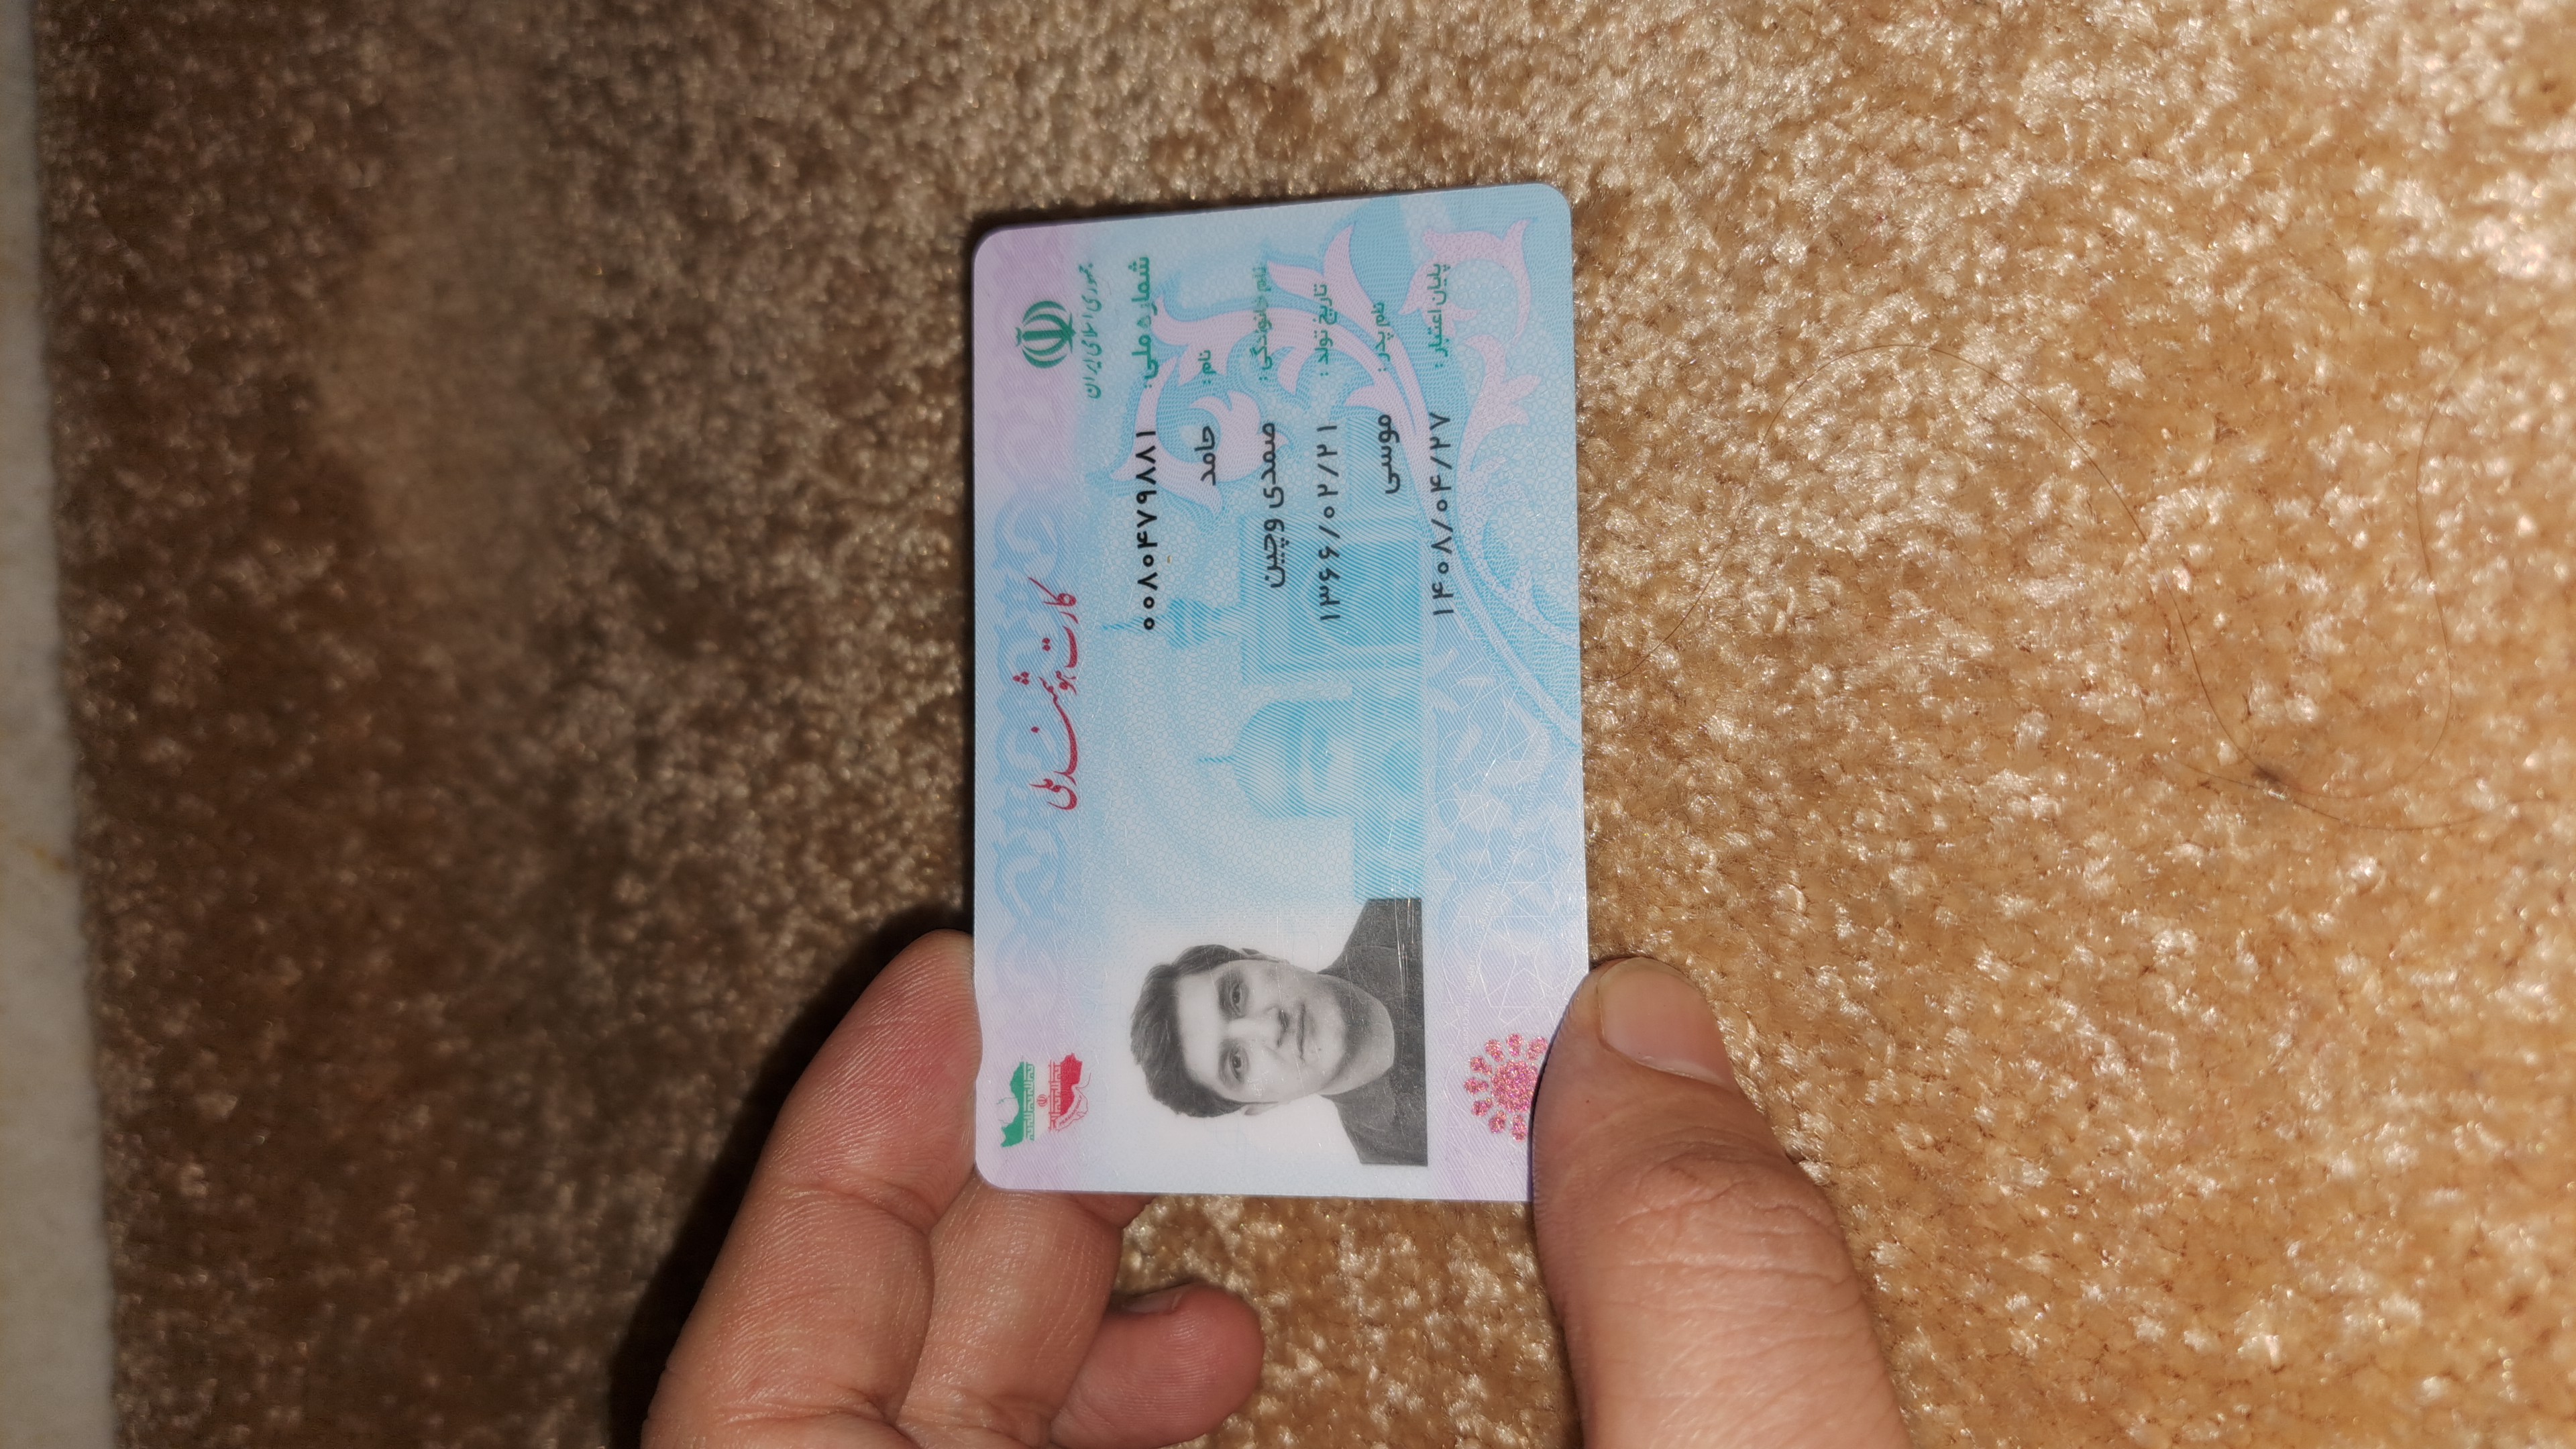 کارت هوشمند ملی
جمهوری اسلامی ایران
شماره ملی: ۰۰۸۰۴۷۹۸۸۱
نام: حامد
نام خانوادگی: صمدی وچین
تاریخ تولد: ۱۳۶۶/۰۲/۲۱
نام پدر: موسی
پایان اعتبار: ۱۴۰۸/۰۴/۲۷